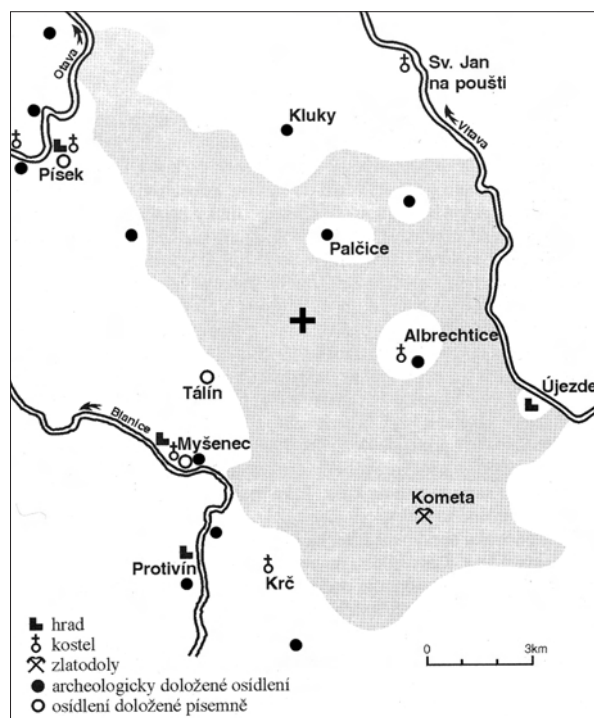 Otava
Sv. Jan
na poušti
Kluky
Vltava
Písek
Palčice
Albrechtice
Tálín
Újezdec
Blanice
Myšenec
Kometa
Protivín
Krč
hrad
kostel
zlatodoly
archeologicky doložené osídlení
osídlení doložené písemně
0 3km